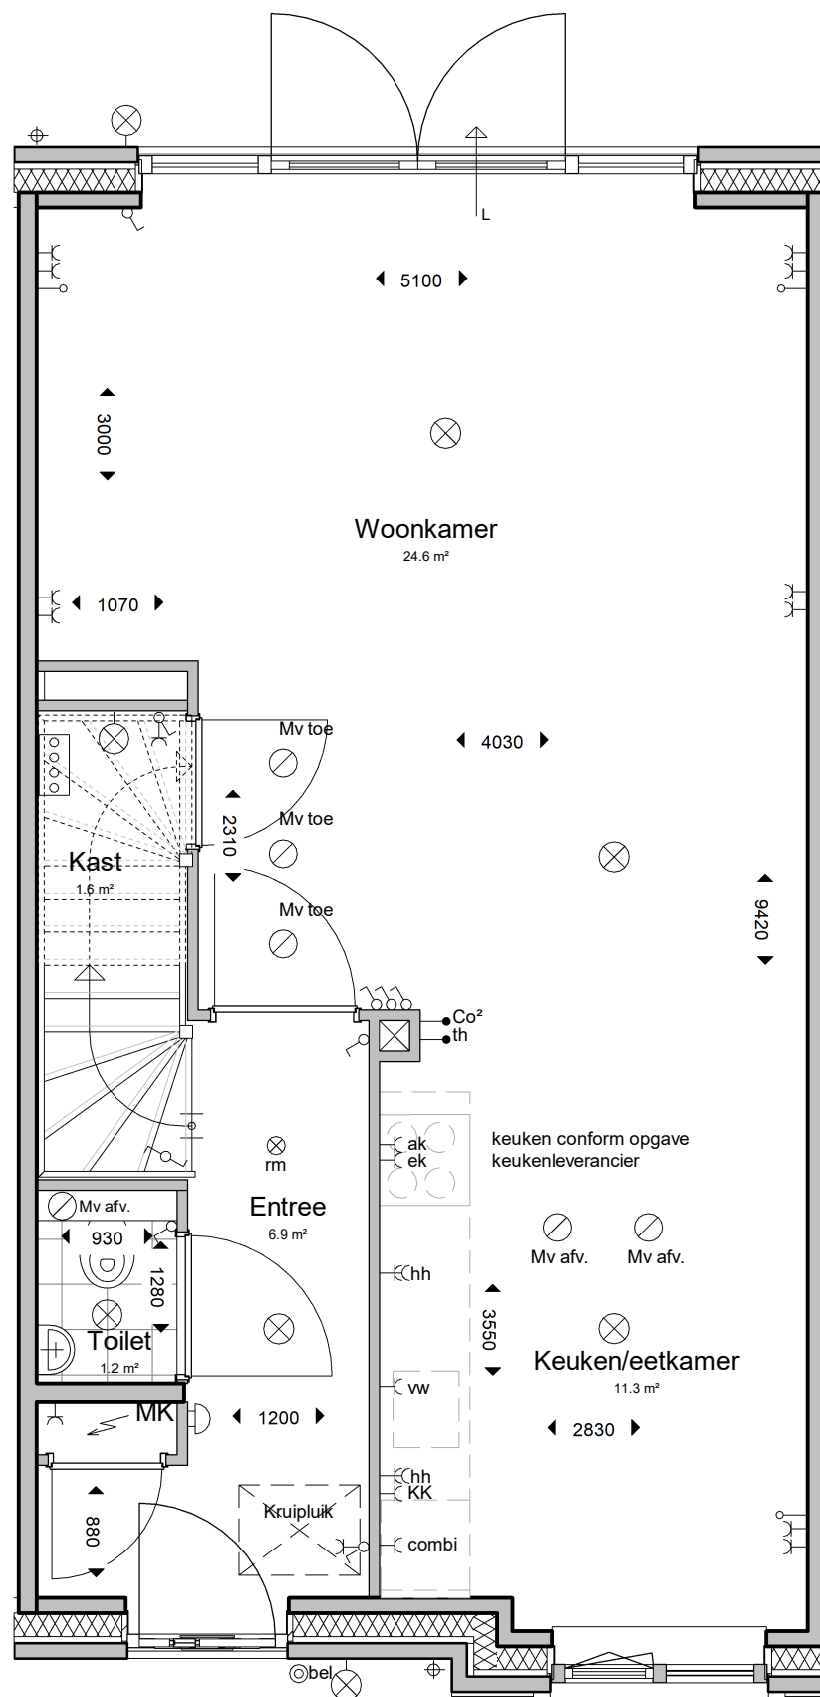 L
5100
3000
Woonkamer
24.6 m²
1070
Mv toe
4030
2310
Mv toe
Kast
1.6 m²
Mv toe
9420
Co²
th
keuken conform opgave
keukenleverancier
ak
ek
rm
Entree
6.9 m²
Mv afv.
930
1280
Mv afv.
Mv afv.
hh
3550
Toilet
1.2 m²
Keuken/eetkamer
11.3 m²
vw
MK
1200
2830
hh
KK
Kruipluik
880
combi
bel